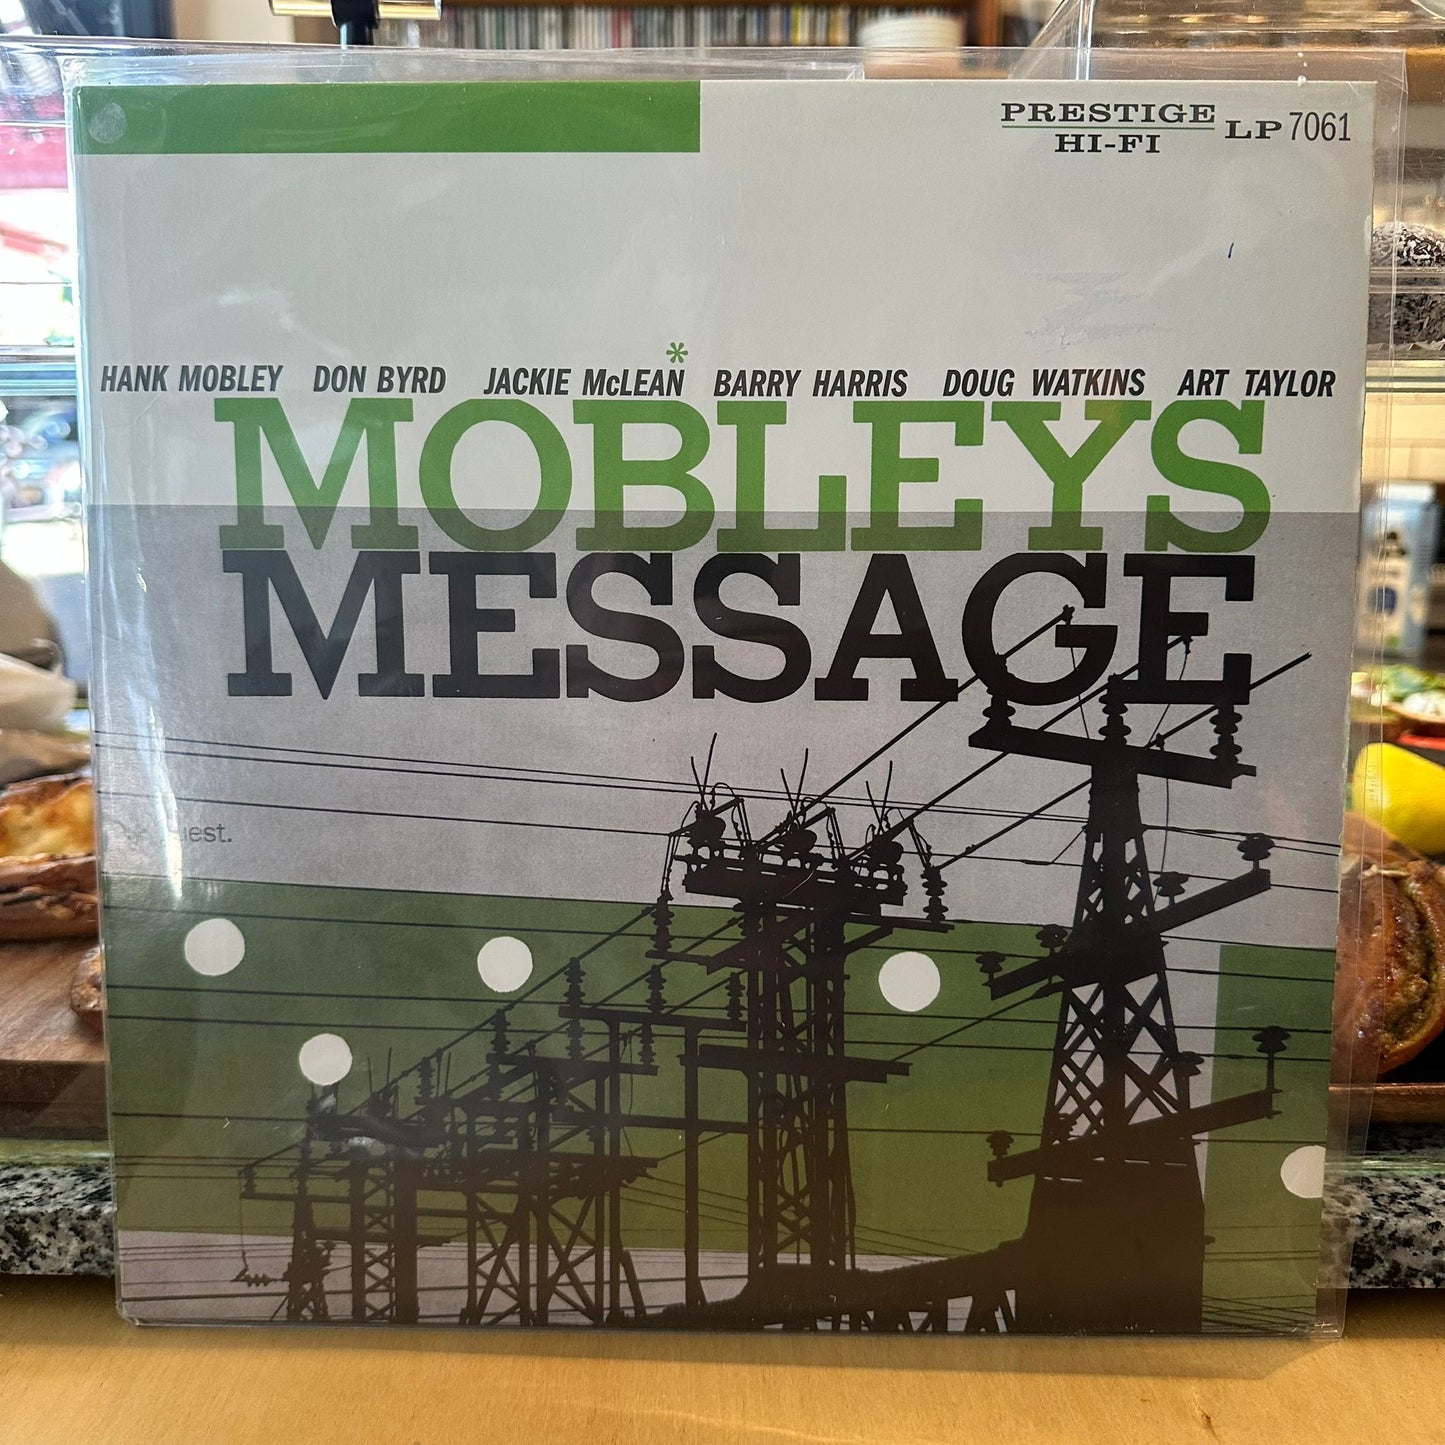 PRESTIGE
HI-FI
LP 7061
*
HANK MOBLEY DON BYRD JACKIE McLEAN BARRY HARRIS DOUG WATKINS ART TAYLOR
MOBLEYS
MESSAGE